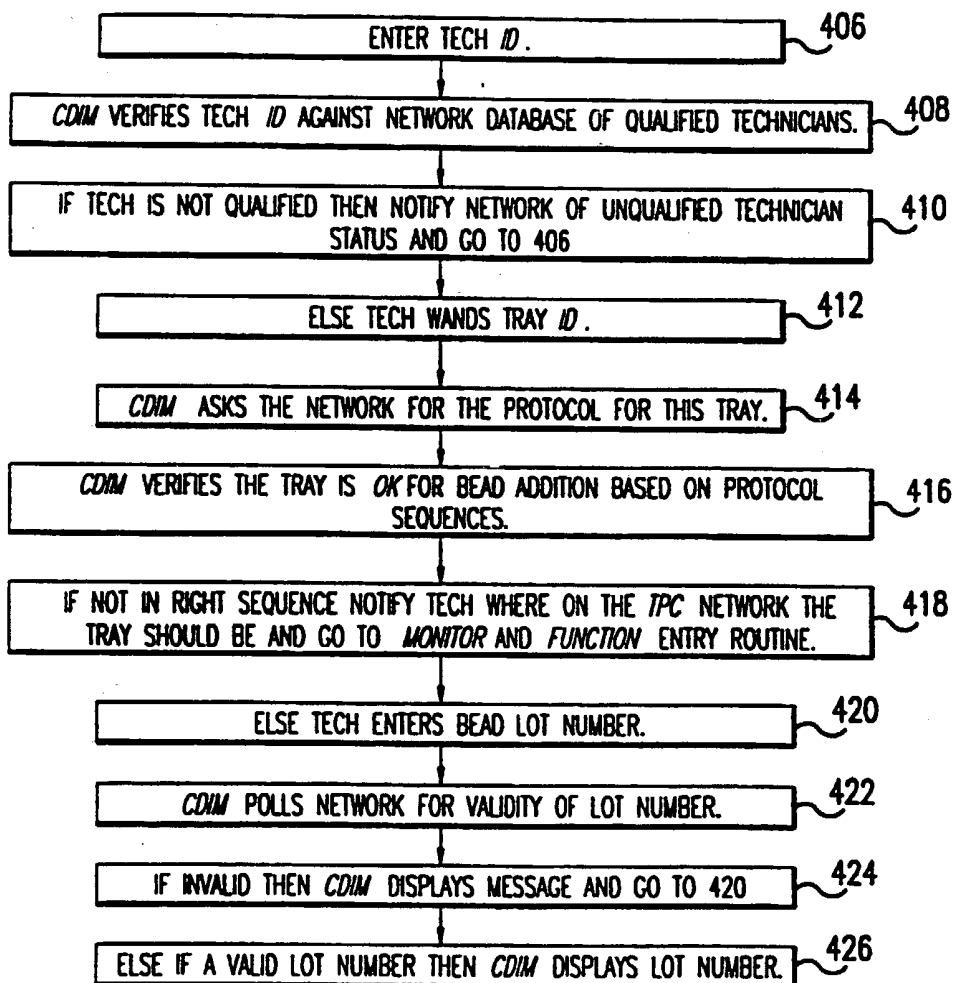 ENTER TECH ID.
406
CDIM VERIFIES TECH ID AGAINST NETWORK DATABASE OF QUALIFIED TECHNICIANS.
408
IF TECH IS NOT QUALIFIED THEN NOTIFY NETWORK OF UNQUALIFIED TECHNICIAN
STATUS AND GO TO 406
410
ELSE TECH WANDS TRAY ID.
412
CDIM ASKS THE NETWORK FOR THE PROTOCOL FOR THIS TRAY.
414
CDIM VERIFIES THE TRAY IS OK FOR BEAD ADDITION BASED ON PROTOCOL
SEQUENCES.
416
IF NOT IN RIGHT SEQUENCE NOTIFY TECH WHERE ON THE TPC NETWORK THE
TRAY SHOULD BE AND GO TO MONITOR AND FUNCTION ENTRY ROUTINE.
418
ELSE TECH ENTERS BEAD LOT NUMBER.
420
CDIM POLLS NETWORK FOR VALIDITY OF LOT NUMBER.
422
IF INVALID THEN CDIM DISPLAYS MESSAGE AND GO TO 420
424
ELSE IF A VALID LOT NUMBER THEN CDIM DISPLAYS LOT NUMBER.
426